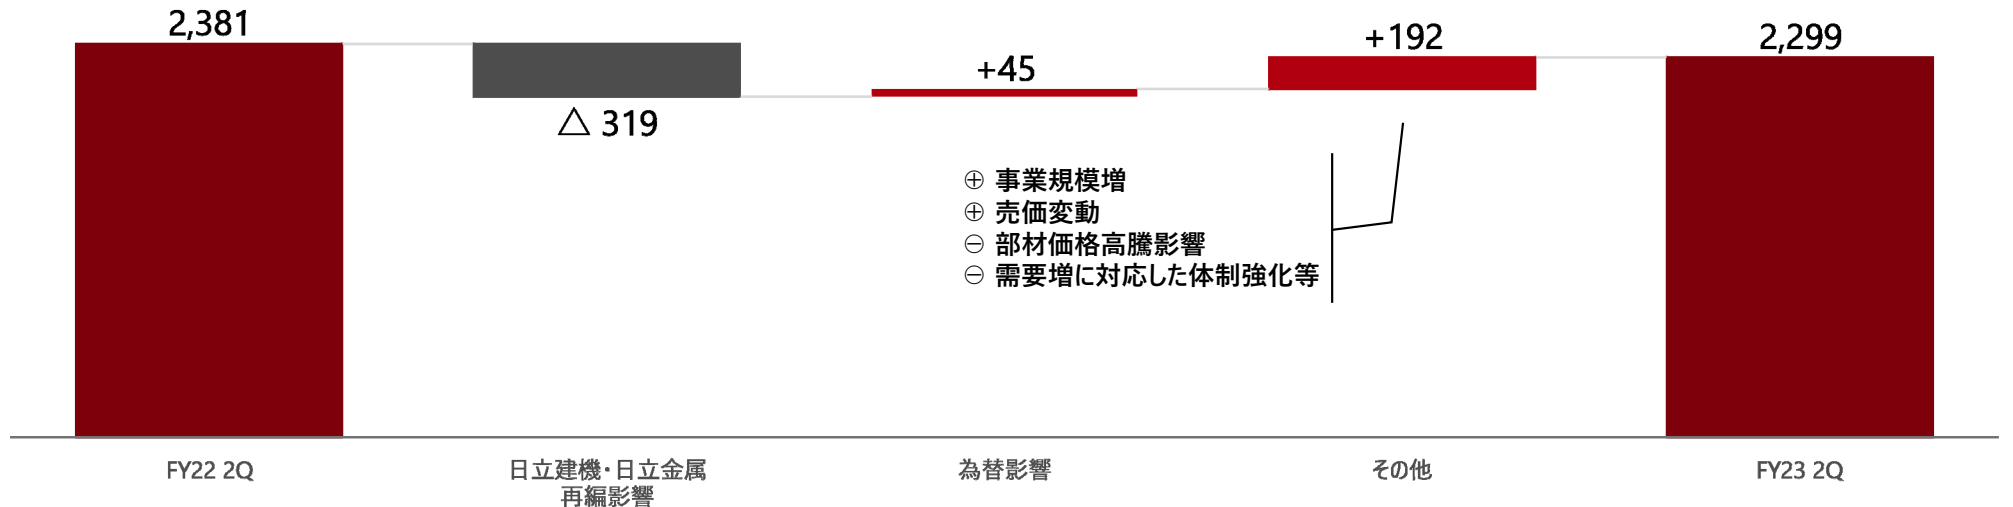 2,381
△ 319
+45
+192
2,299
⊕ 事業規模増
⊕ 売価変動
⊖ 部材価格高騰影響
⊖ 需要増に対応した体制強化等
FY22 2Q
日立建機・日立金属
再編影響
為替影響
その他
FY23 2Q